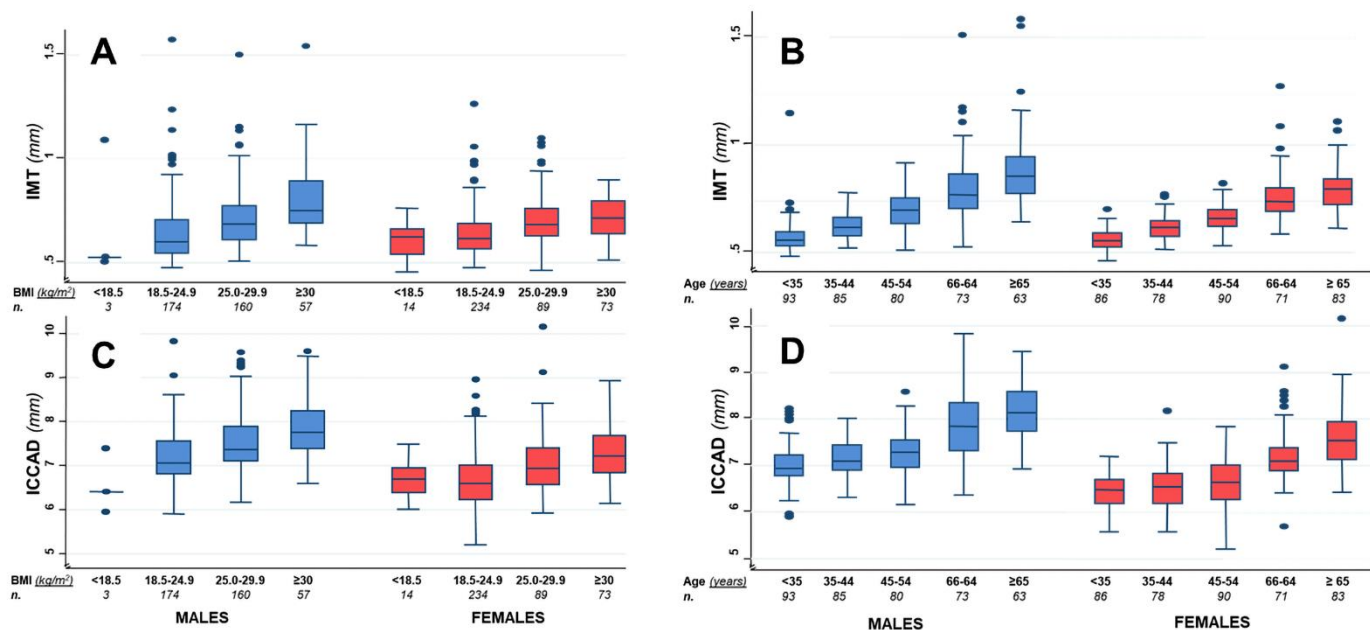 A
IMT (mm)
1.5
1
.5
BMI (kg/m²) <18.5 18.5-24.9 25.0-29.9 ≥30 <18.5 18.5-24.9 25.0-29.9 ≥30
n. 3 174 160 57 14 234 89 73
B
IMT (mm)
1.5
1
.5
Age (years) <35 35-44 45-54 66-64 ≥65 <35 35-44 45-54 66-64 ≥ 65
n. 93 85 80 73 63 86 78 90 71 83
C
ICCAD (mm)
10
9
8
7
6
5
BMI (kg/m²) <18.5 18.5-24.9 25.0-29.9 ≥30 <18.5 18.5-24.9 25.0-29.9 ≥30
n. 3 174 160 57 14 234 89 73
MALES FEMALES
D
ICCAD (mm)
10
9
8
7
6
5
Age (years) <35 35-44 45-54 66-64 ≥65 <35 35-44 45-54 66-64 ≥ 65
n. 93 85 80 73 63 86 78 90 71 83
MALES FEMALES